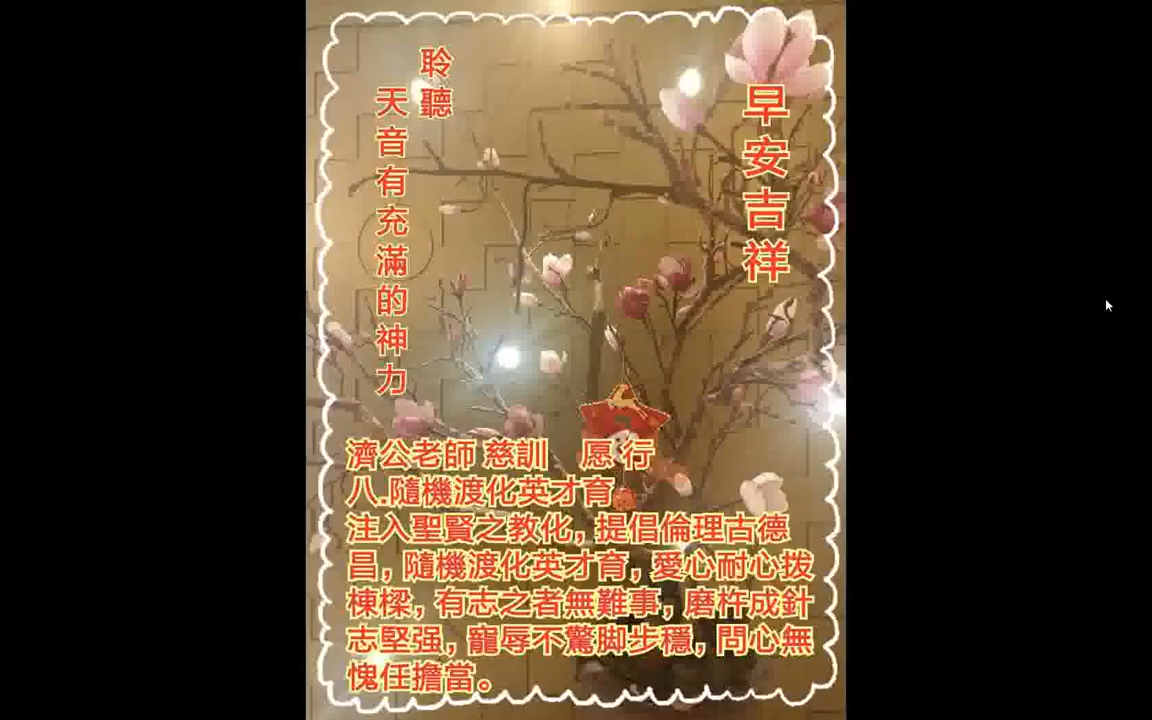 早安吉祥
聆聽
天音有充滿的神力
濟公老師 慈訓 愿行
八.隨機渡化英才育
注入聖賢之教化, 提倡倫理古德
昌, 隨機渡化英才育, 愛心耐心拨
棟樑, 有志之者無難事, 磨杵成針
志堅强, 寵辱不驚脚步穩, 問心無
愧任擔當。